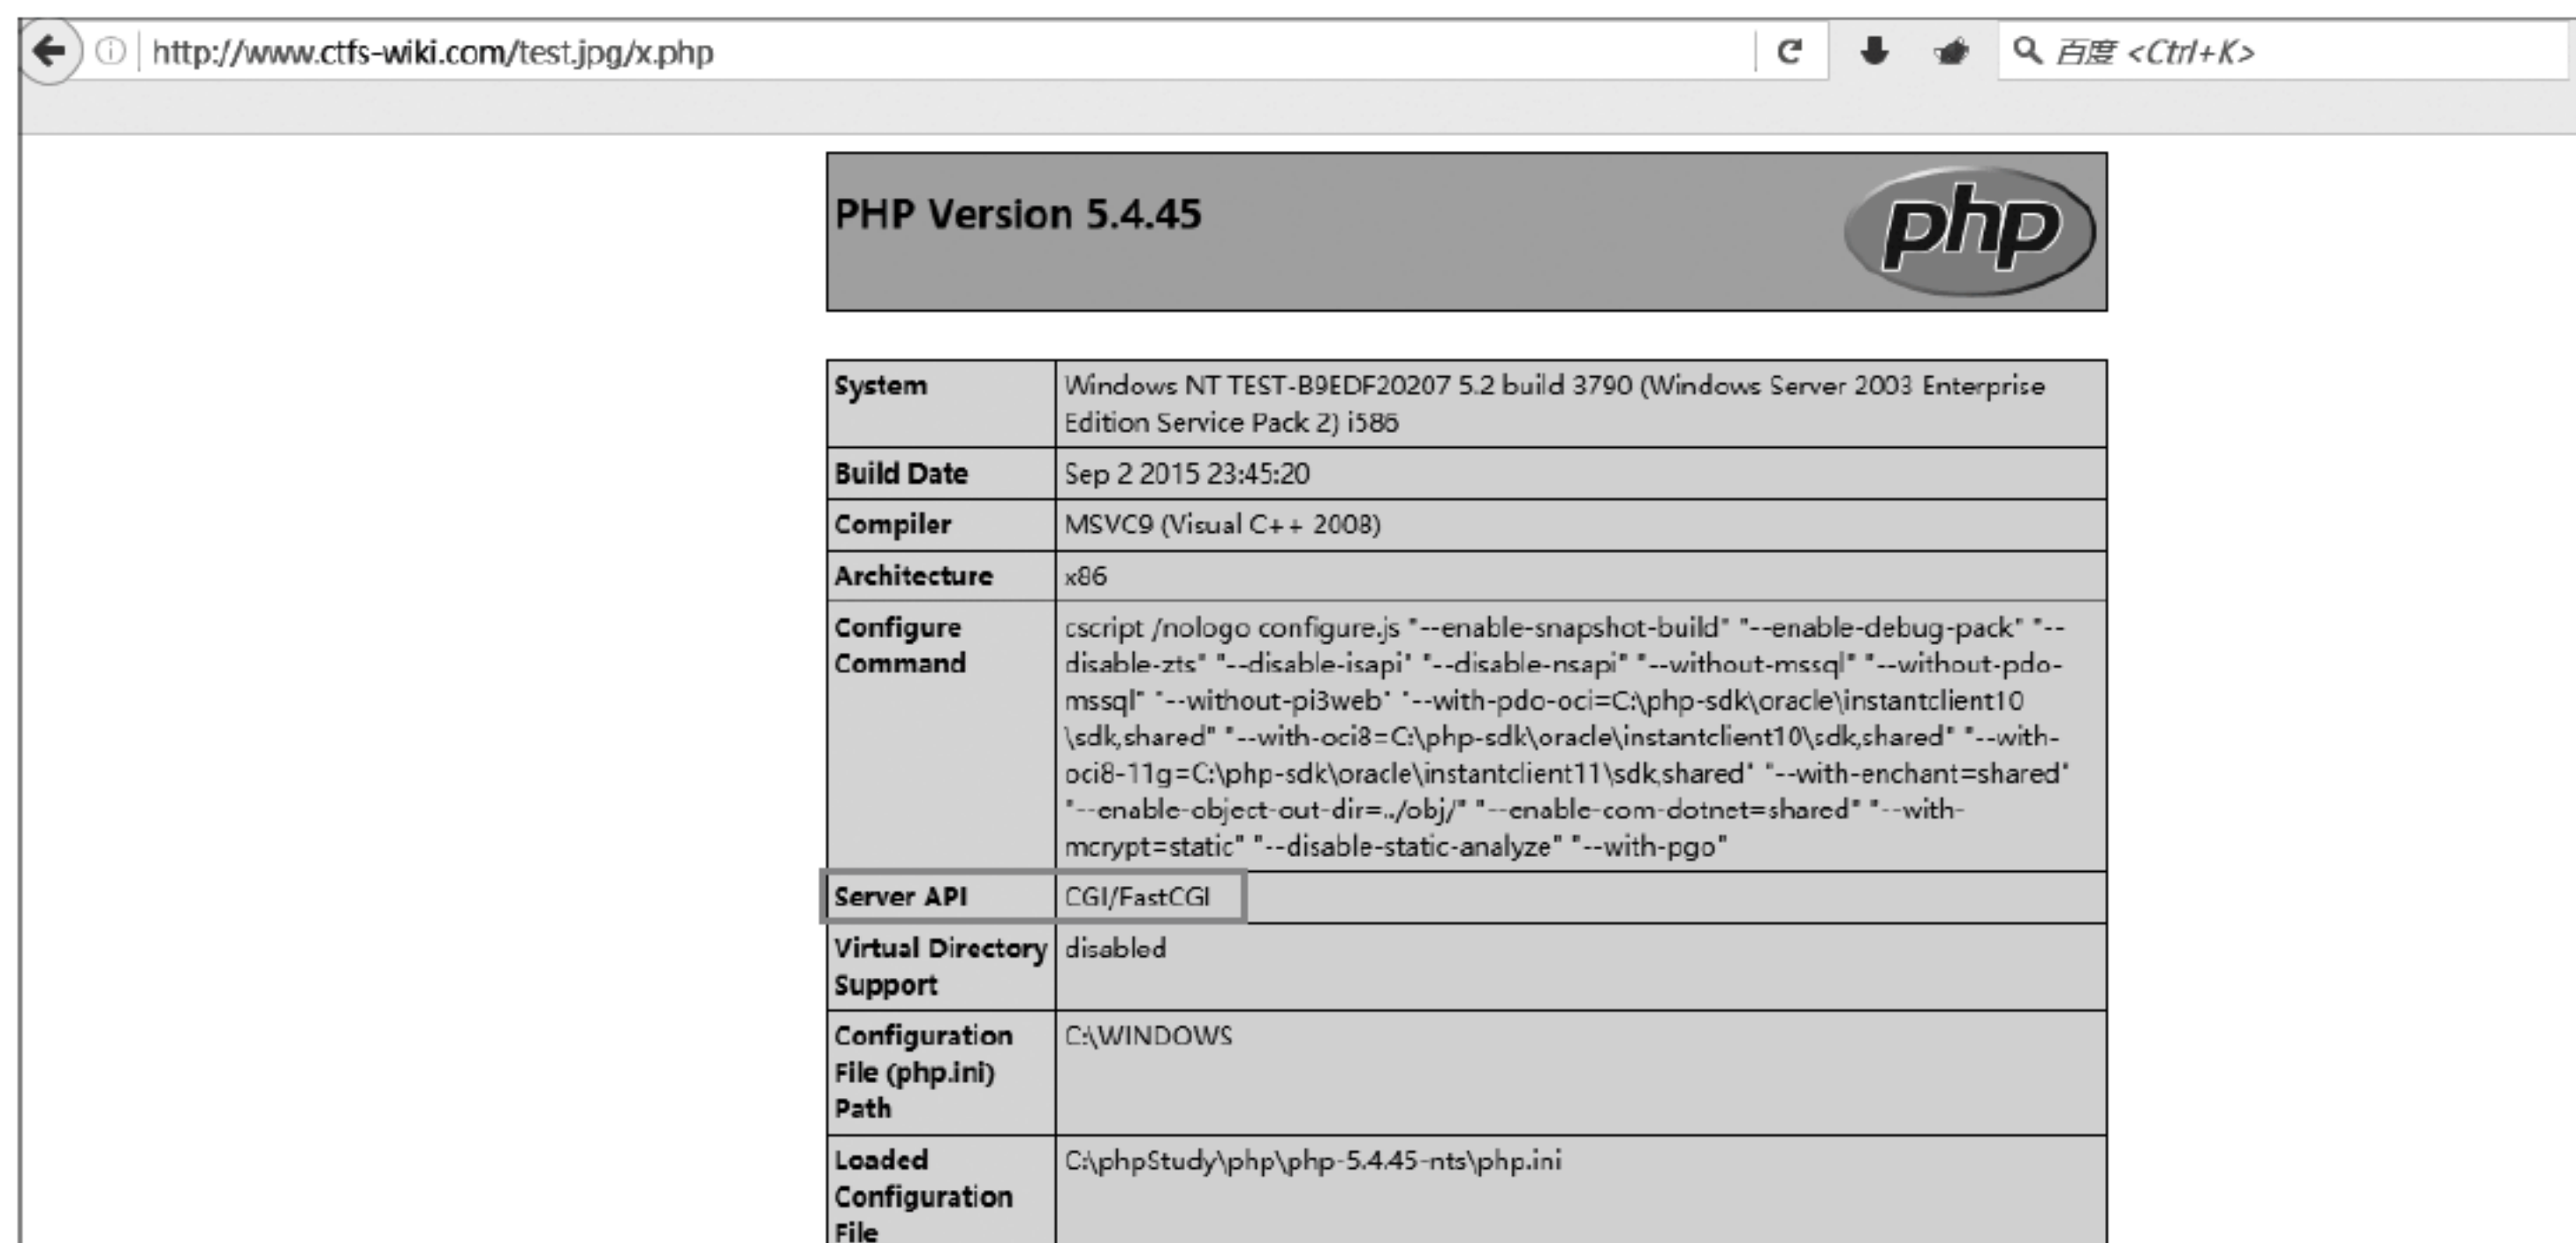 http://www.ctfs-wiki.com/test.jpg/x.php
百度 <Ctrl+K>
PHP Version 5.4.45
php
System
Windows NT TEST-B9EDF20207 5.2 build 3790 (Windows Server 2003 Enterprise
Edition Service Pack 2) i586
Build Date
Sep 2 2015 23:45:20
Compiler
MSVC9 (Visual C++ 2008)
Architecture
x86
Configure
Command
cscript /nologo configure.js "--enable-snapshot-build" "--enable-debug-pack" "--
disable-zts" "--disable-isapi" "--disable-nsapi" "--without-mssql" "--without-pdo-
mssql" "--without-pi3web" "--with-pdo-oci=C:\php-sdk\oracle\instantclient10
\sdk,shared" "--with-oci8=C:\php-sdk\oracle\instantclient10\sdk,shared" "--with-
oci8-11g=C:\php-sdk\oracle\instantclient11\sdk,shared" "--with-enchant=shared"
"--enable-object-out-dir=../obj/" "--enable-com-dotnet=shared" "--with-
mcrypt=static" "--disable-static-analyze" "--with-pgo"
Server API
CGI/FastCGI
Virtual Directory
Support
disabled
Configuration
File (php.ini)
Path
C:\WINDOWS
Loaded
Configuration
File
C:\phpStudy\php\php-5.4.45-nts\php.ini